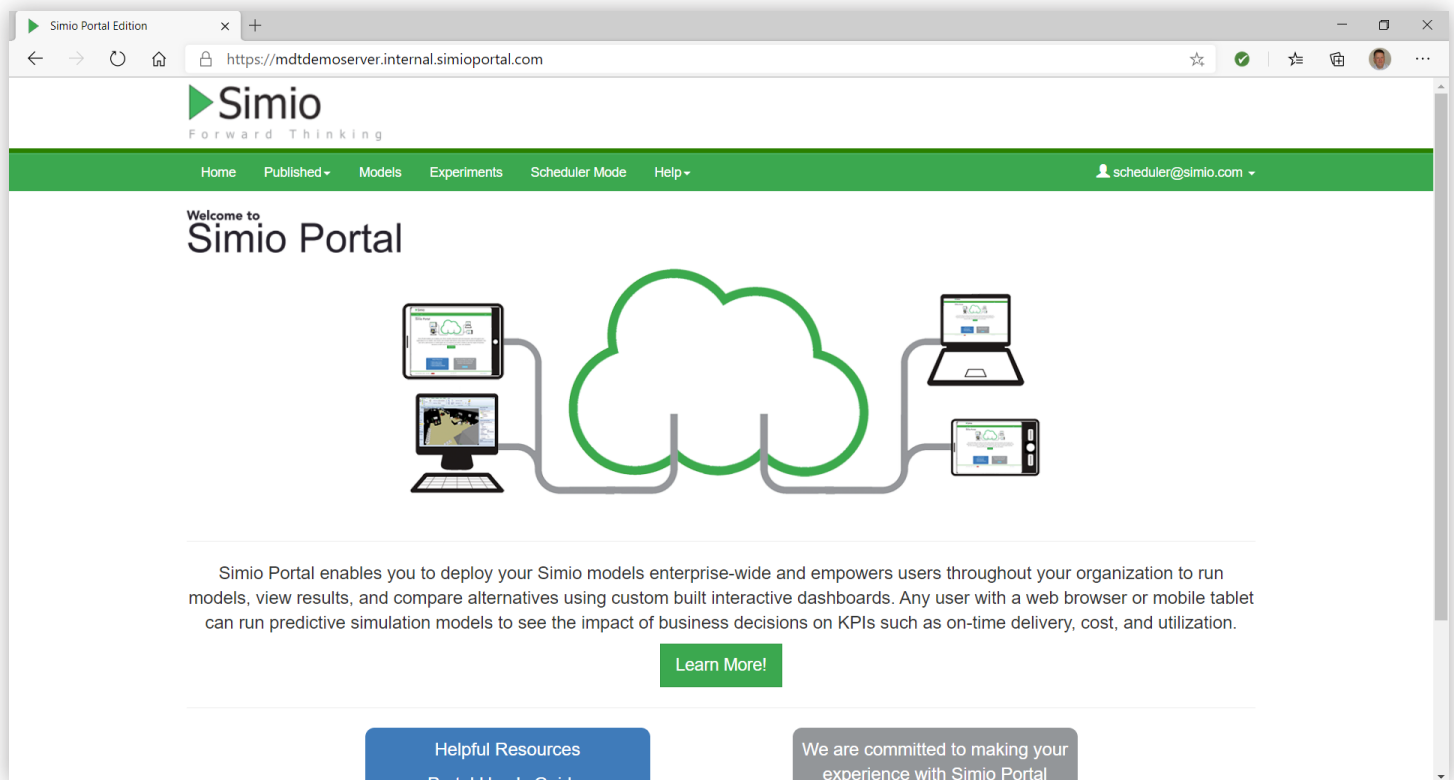 Simio Portal Edition
https://mdtdemoserver.internal.simioportal.com
Simio
Forward Thinking
Home Published Models Experiments Scheduler Mode Help scheduler@simio.com
Welcome to
Simio Portal
Simio Portal enables you to deploy your Simio models enterprise-wide and empowers users throughout your organization to run
models, view results, and compare alternatives using custom built interactive dashboards. Any user with a web browser or mobile tablet
can run predictive simulation models to see the impact of business decisions on KPIs such as on-time delivery, cost, and utilization.
Learn More!
Helpful Resources
We are committed to making your
experience with Simio Portal